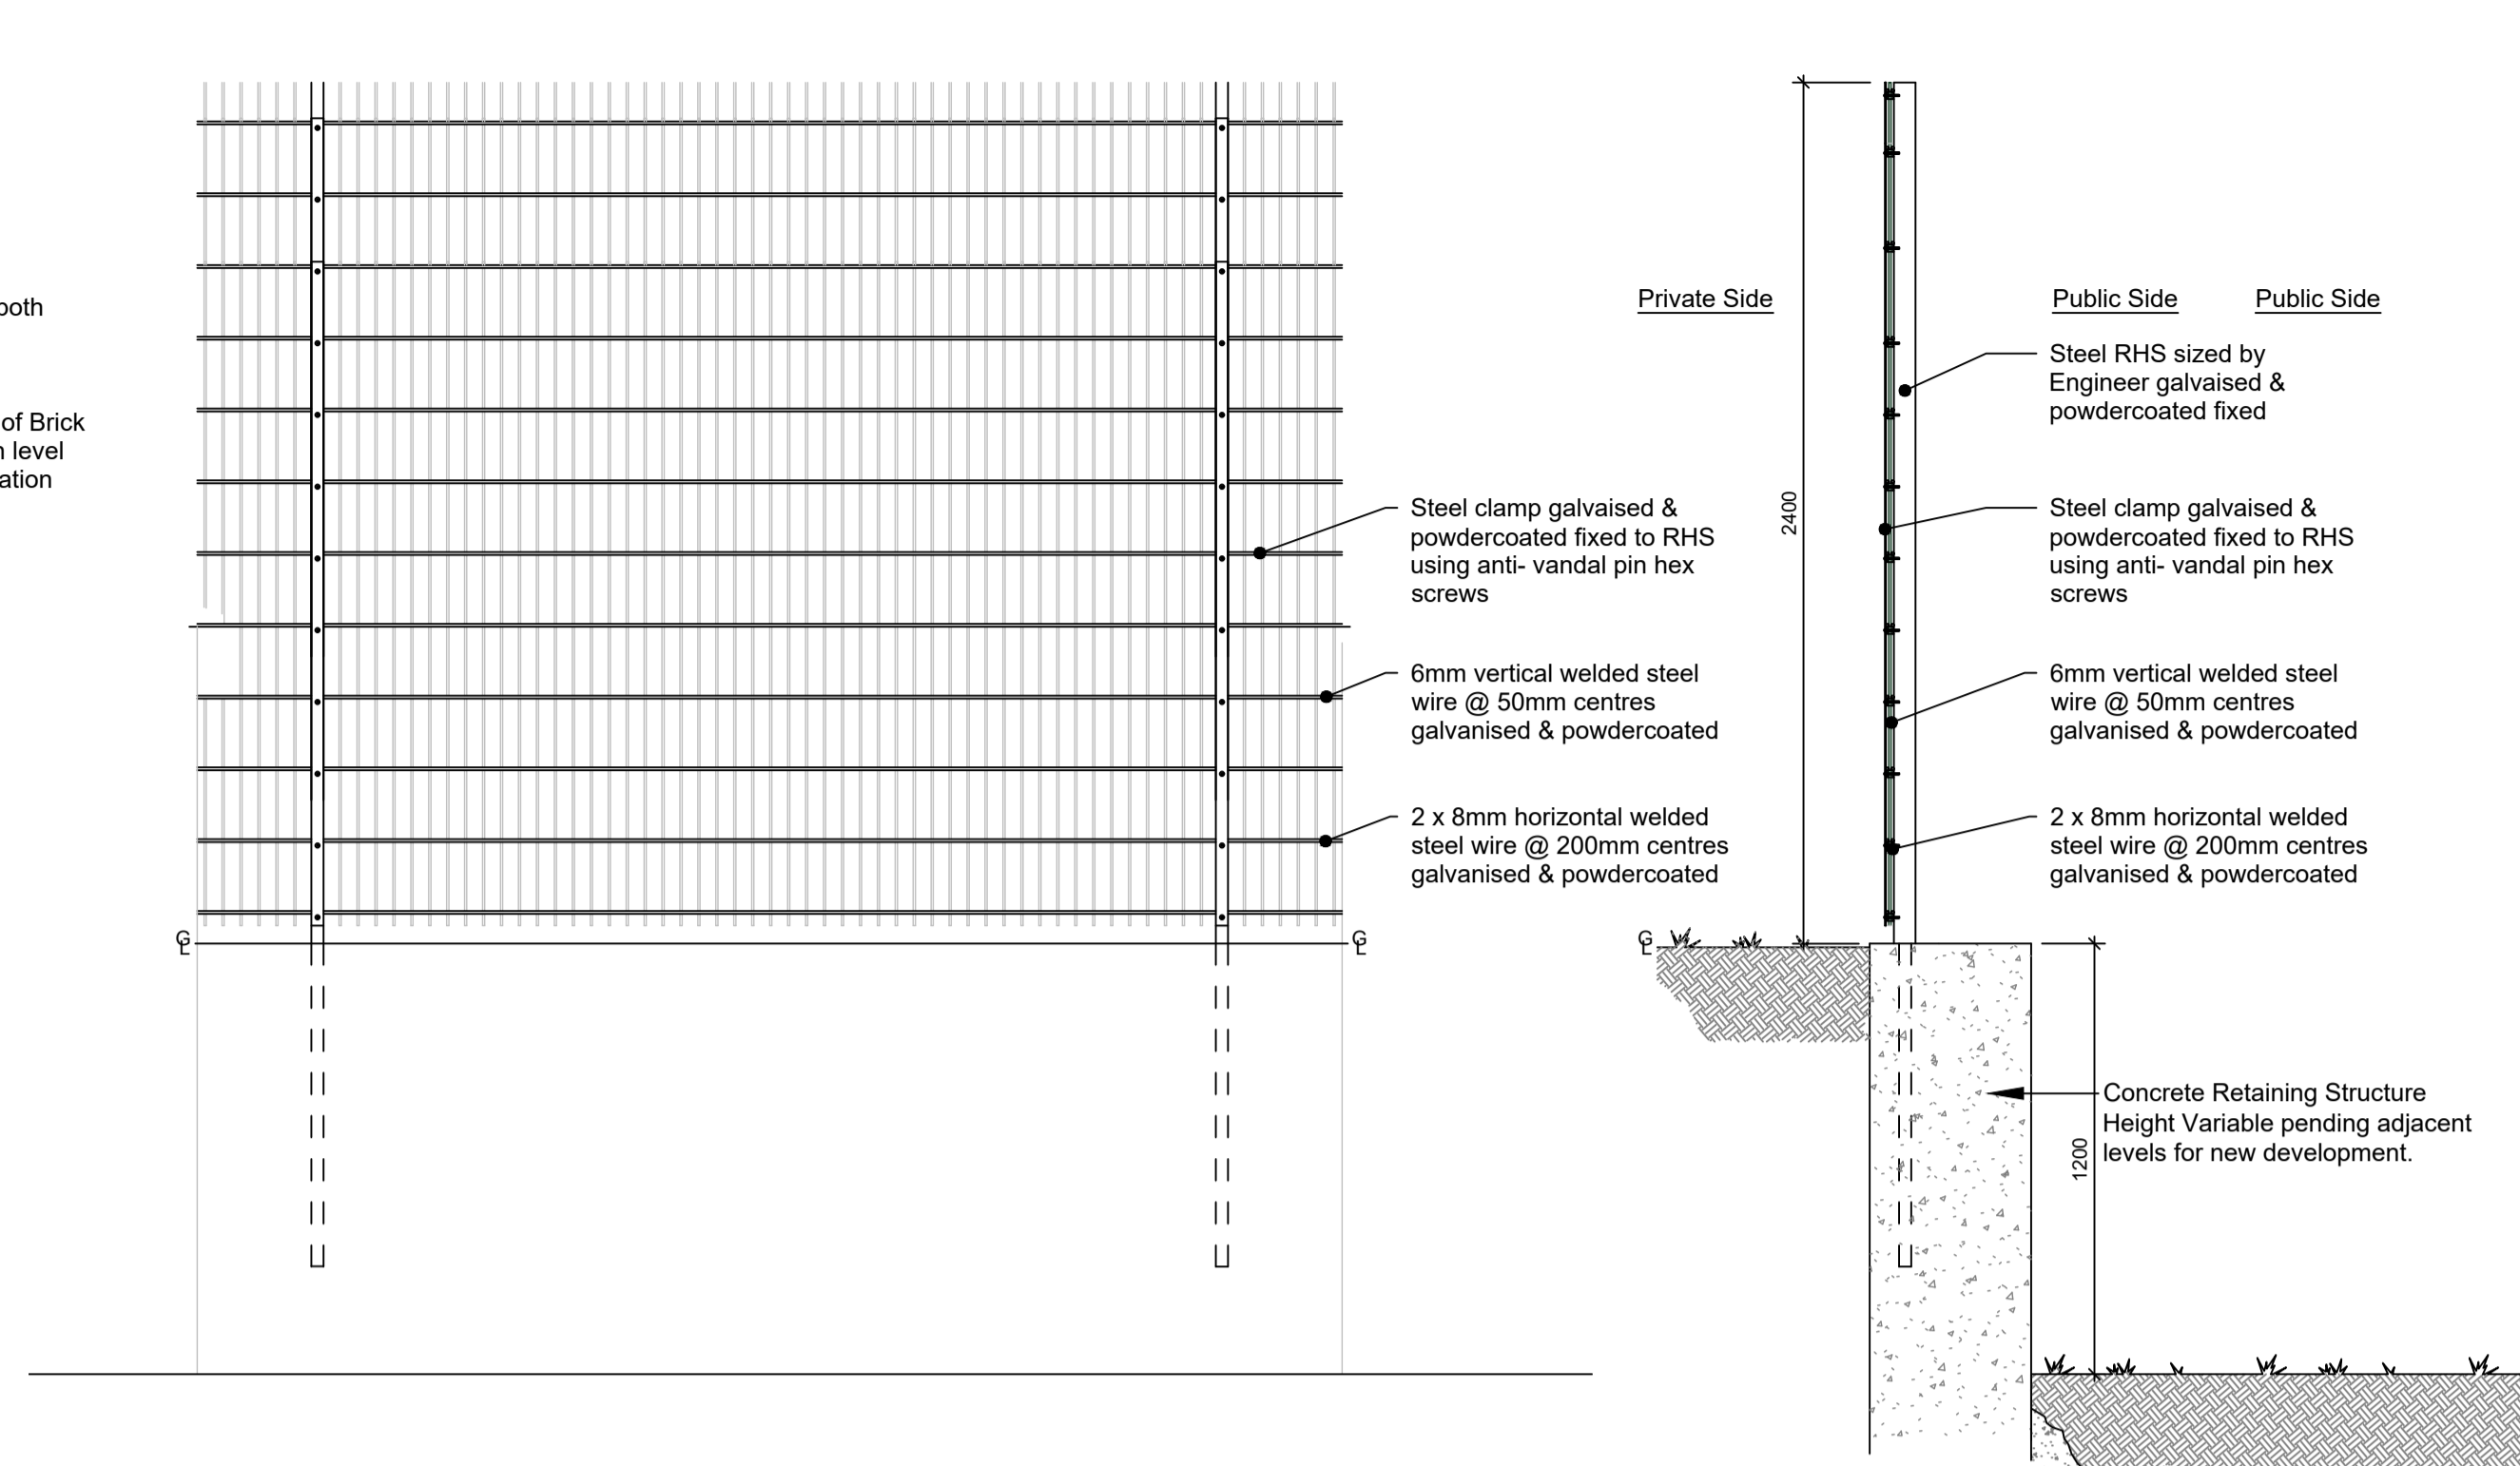 both
of Brick
level
ation
Private Side
Public Side
Public Side
Steel RHS sized by
Engineer galvaised &
powdercoated fixed
Steel clamp galvaised &
powdercoated fixed to RHS
using anti- vandal pin hex
screws
6mm vertical welded steel
wire @ 50mm centres
galvanised & powdercoated
2 x 8mm horizontal welded
steel wire @ 200mm centres
galvanised & powdercoated
2400
Steel clamp galvaised &
powdercoated fixed to RHS
using anti- vandal pin hex
screws
6mm vertical welded steel
wire @ 50mm centres
galvanised & powdercoated
2 x 8mm horizontal welded
steel wire @ 200mm centres
galvanised & powdercoated
GL
GL
GL
Concrete Retaining Structure
Height Variable pending adjacent
levels for new development.
1200